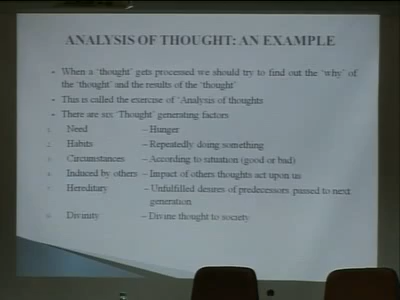 ANALYSIS OF THOUGHT: AN EXAMPLE
- When a 'thought' gets processed we should try to find out the 'why' of
the 'thought' and the results of the 'thought'
- This is called the exercise of 'Analysis of thoughts
- There are six 'Thought' generating factors
1. Need – Hunger
2. Habits – Repeatedly doing something
3. Circumstances – According to situation (good or bad)
4. Induced by others – Impact of others thoughts act upon us
Hereditary – Unfulfilled desires of predecessors passed to next
generation
Divinity – Divine thought to society